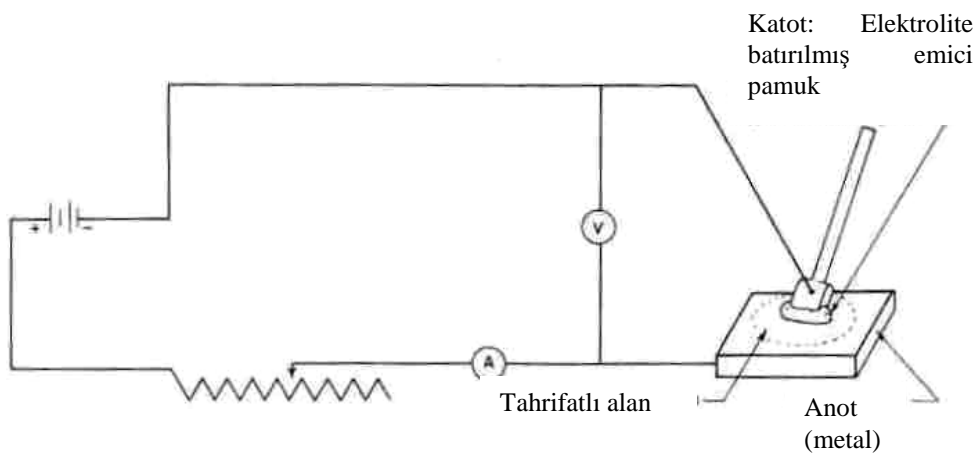 Katot: Elektrolite
batırılmış emici
pamuk
+ -
V
A
Tahrifatlı alan
Anot
(metal)